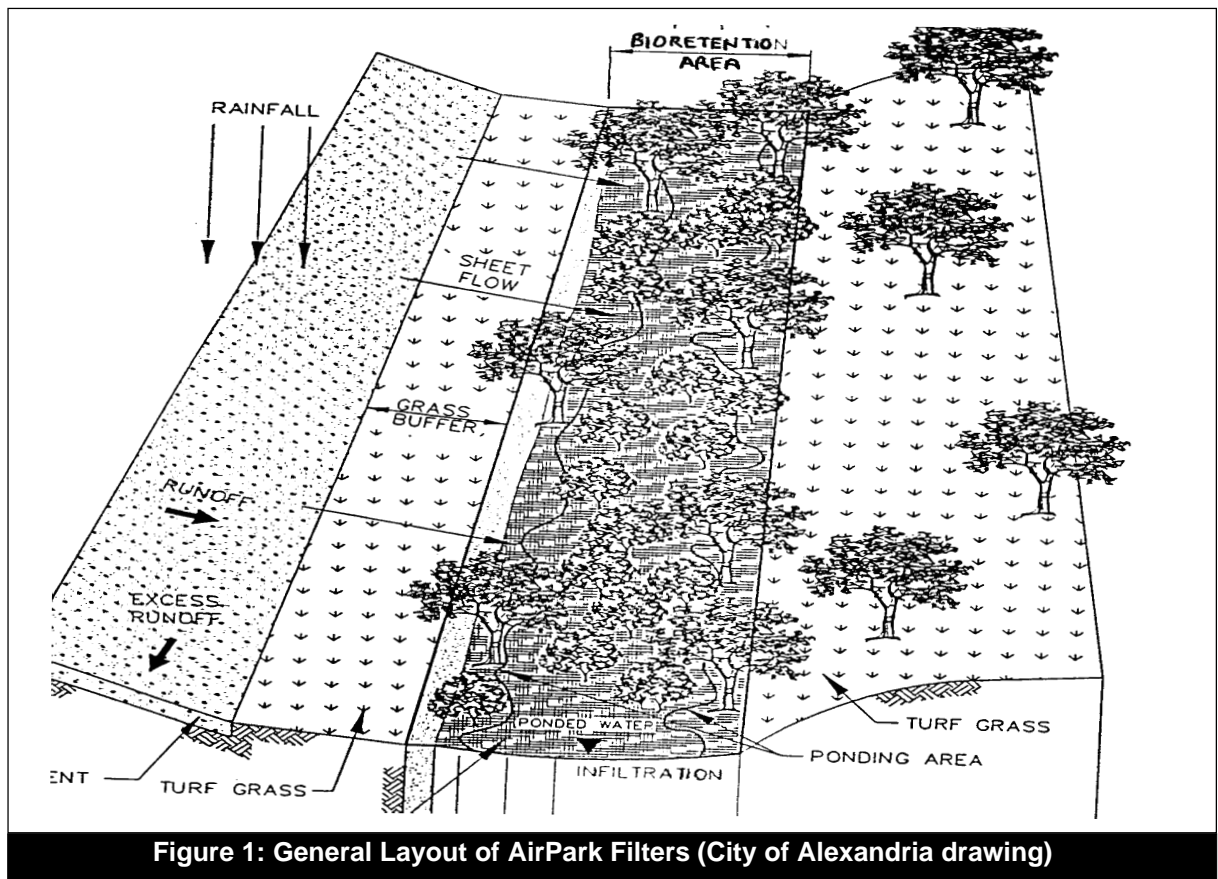 BIORETENTION
AREA
RAINFALL
SHEET
FLOW
GRASS
BUFFER
RUNOFF
EXCESS
RUNOFF
PONDED WATER
TURF GRASS
PONDING AREA
INFILTRATION
ENT
TURF GRASS
Figure 1: General Layout of AirPark Filters (City of Alexandria drawing)